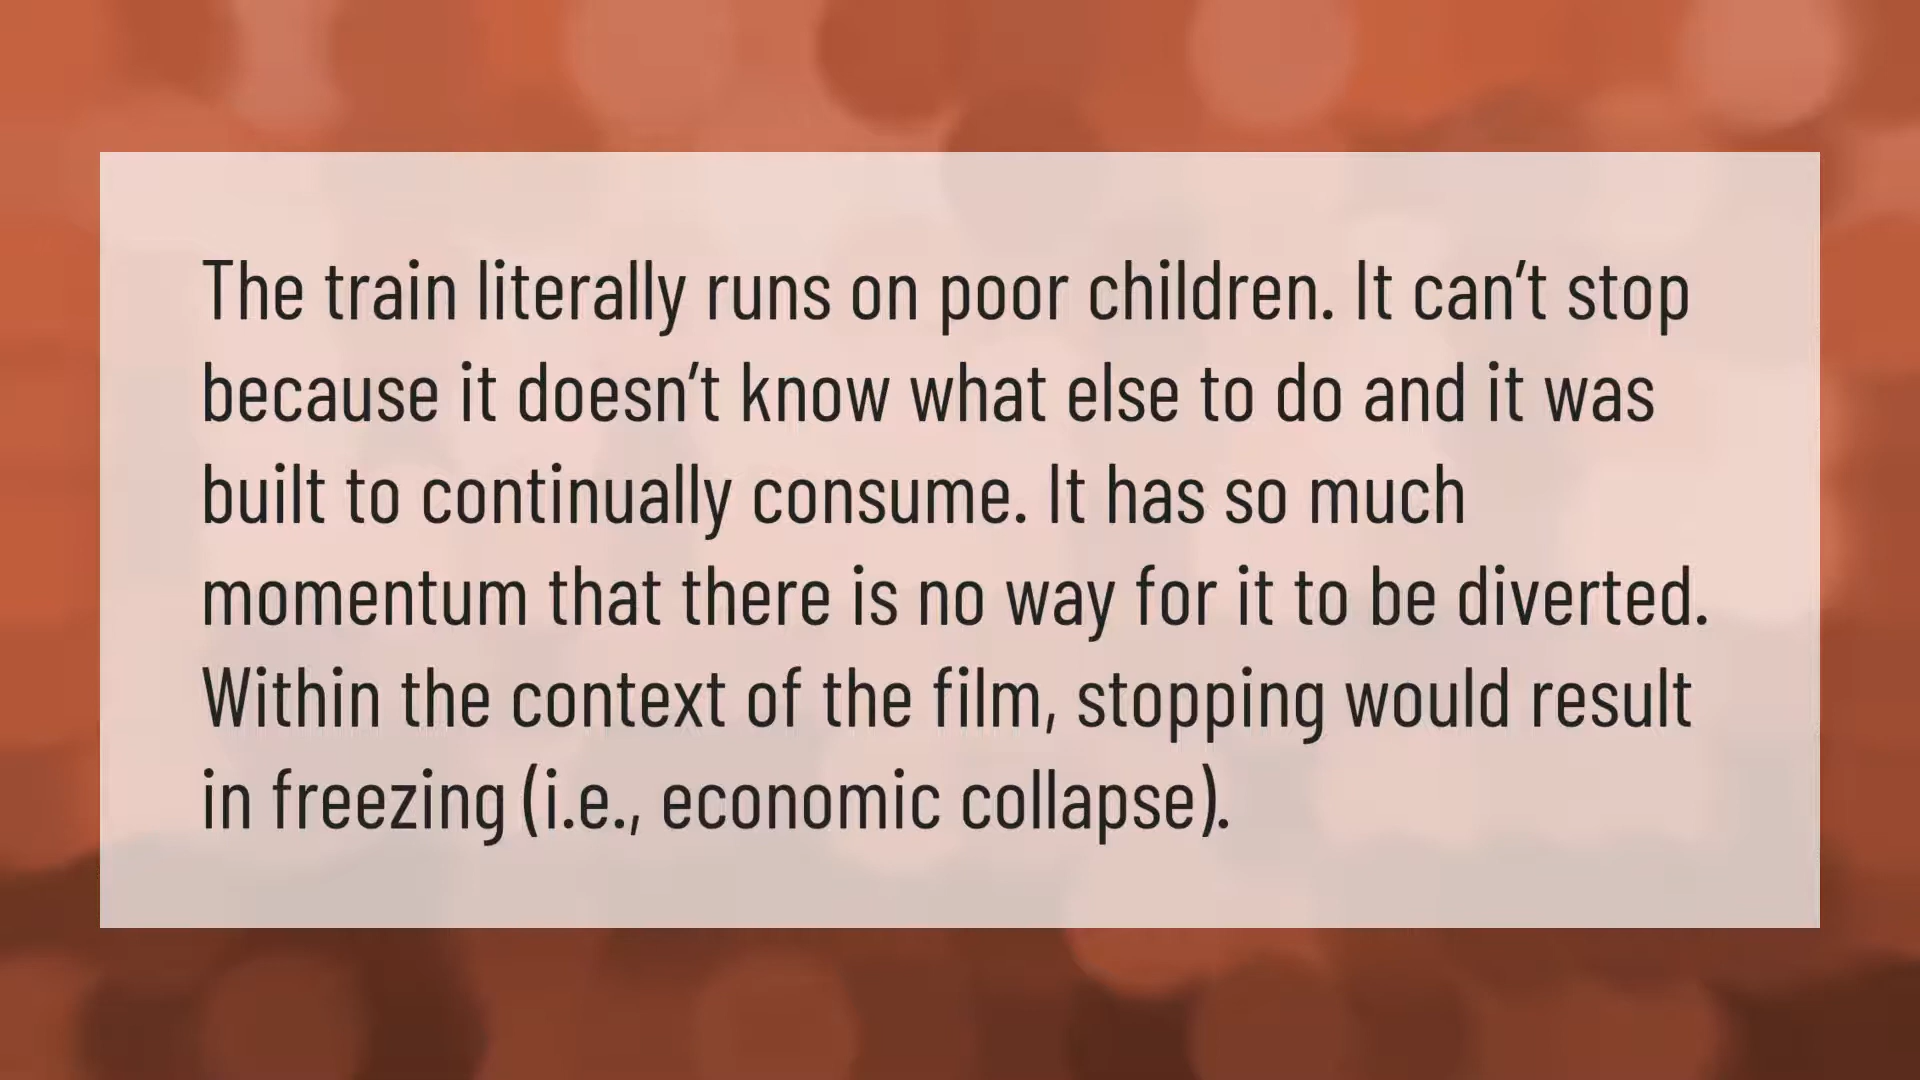 The train literally runs on poor children. It can’t stop
because it doesn’t know what else to do and it was
built to continually consume. It has so much
momentum that there is no way for it to be diverted.
Within the context of the film, stopping would result
in freezing (i.e., economic collapse).